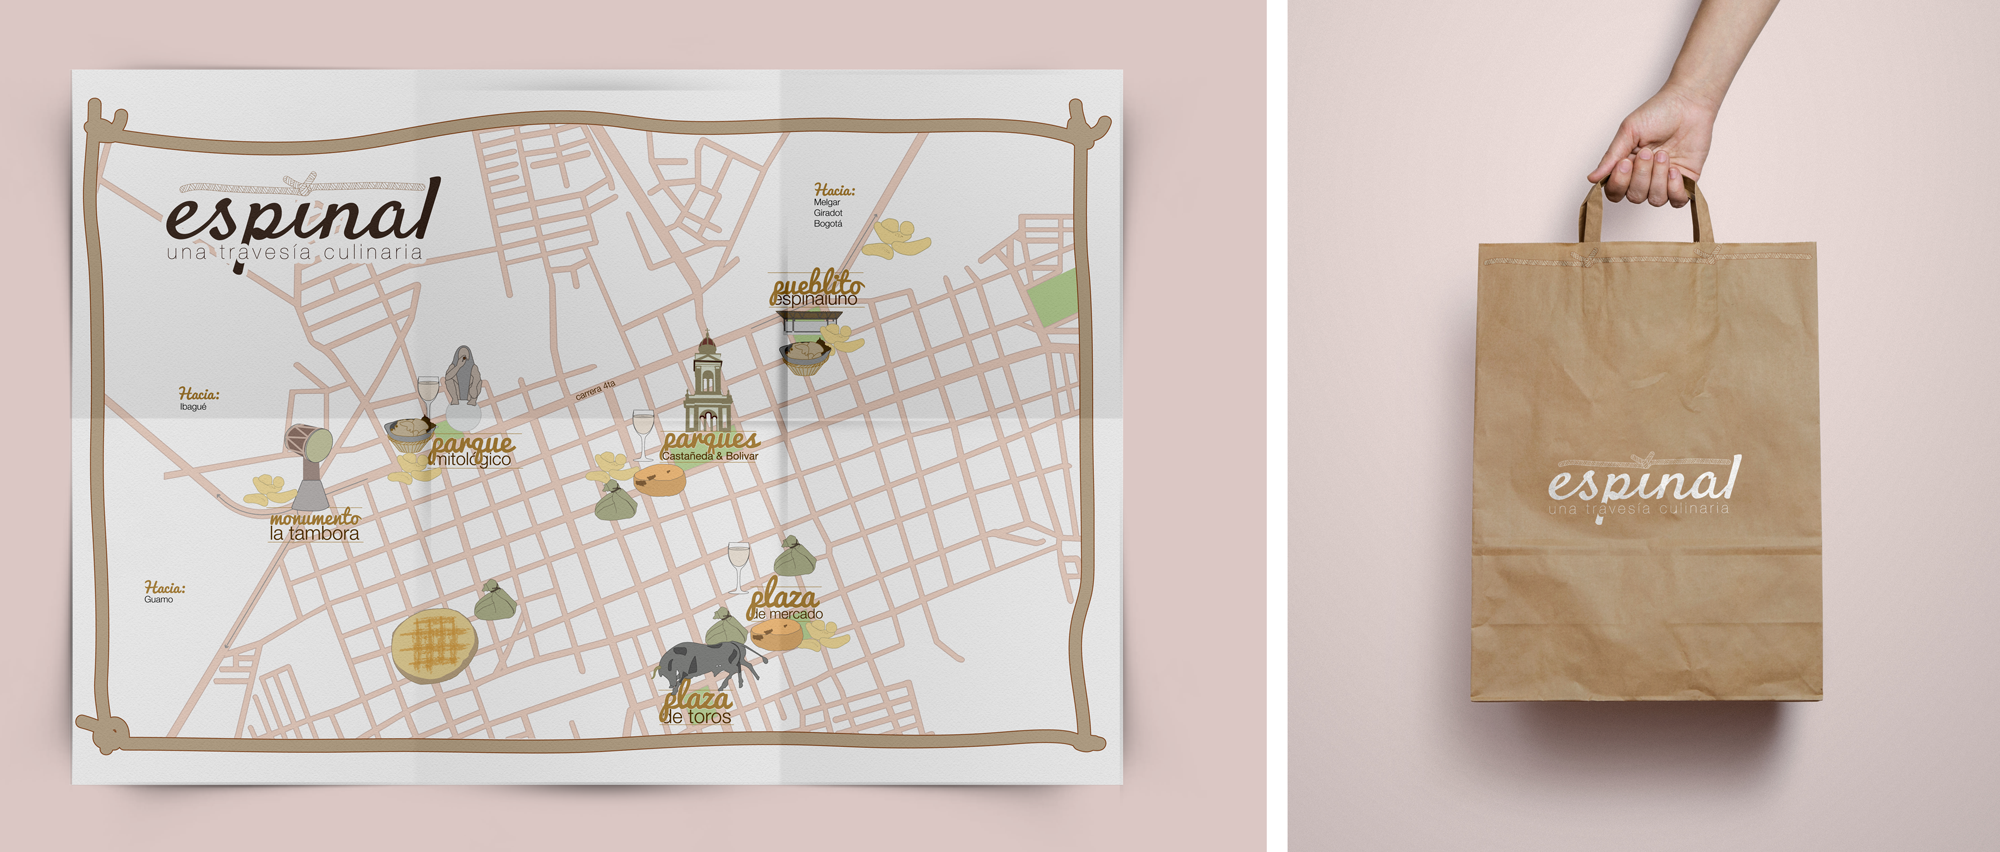 espinal
una travesía culinaria
Hacia:
Melgar
Giradot
Bogotá
pueblito
espinaluno
carrera 4ta
Hacia:
Ibagué
parque
mitológico
parques
Castañeda & Bolivar
monumento
la tambora
Hacia:
Guamo
plaza
de mercado
plaza
de toros
espinal
una travesía culinaria